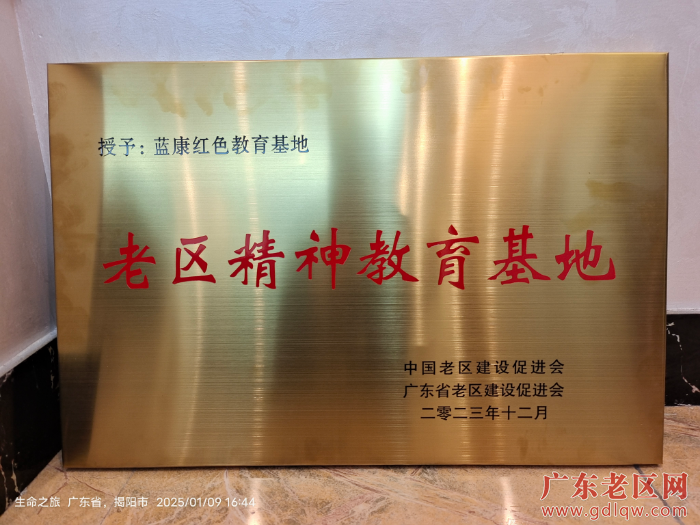 授予：蓝康红色教育基地
老区精神教育基地
中国老区建设促进会
广东省老区建设促进会
二零二三年十二月
生命之旅 广东省，揭阳市 2025/01/09 16:44
广东老区网
www.gdlqw.com